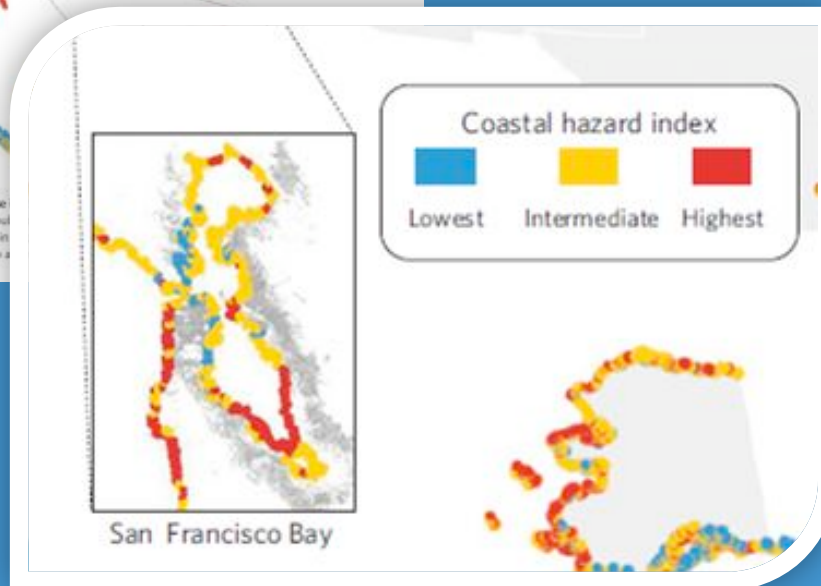 Coastal hazard index
Lowest Intermediate Highest
San Francisco Bay